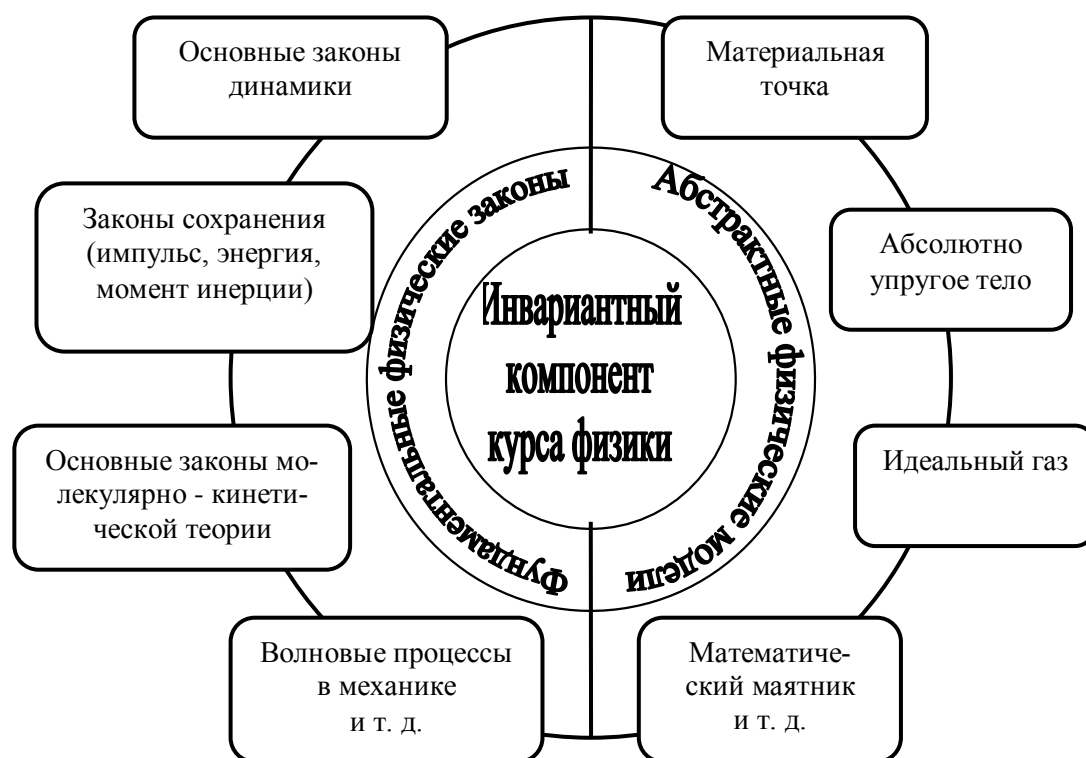 Основные законы
динамики
Материальная
точка
Законы сохранения
(импульс, энергия,
момент инерции)
Абсолютно
упругое тело
Фундаментальные физические законы
Абстрактные физические модели
Инвариантный
компонент
курса физики
Основные законы мо-
лекулярно - кинети-
ческой теории
Идеальный газ
Волновые процессы
в механике
и т. д.
Математиче-
ский маятник
и т. д.